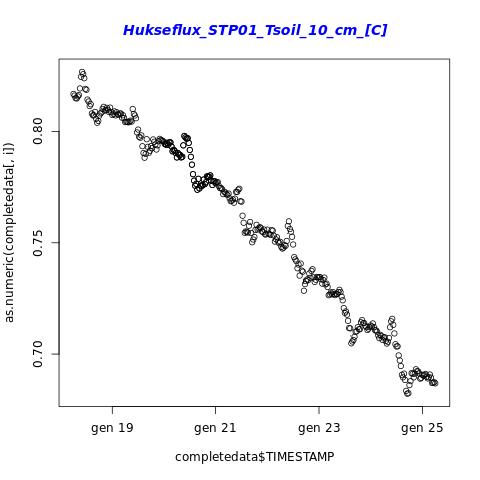 Hukseflux_STP01_Tsoil_10_cm_[C]
as.numeric(completedata[, i])
0.80
0.75
0.70
gen 19 gen 21 gen 23 gen 25
completedata$TIMESTAMP